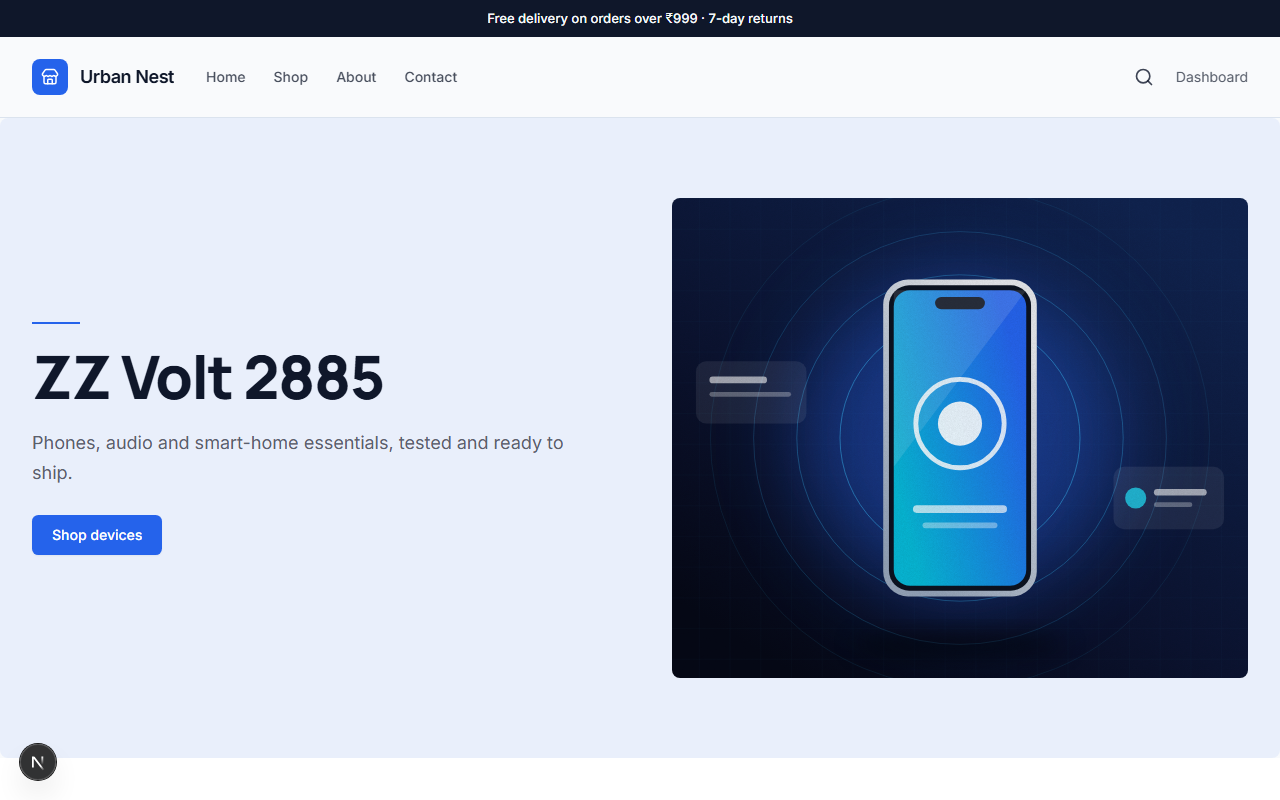 Free delivery on orders over ₹999 · 7-day returns
Urban Nest
Home
Shop
About
Contact
Dashboard
ZZ Volt 2885
Phones, audio and smart-home essentials, tested and ready to
ship.
Shop devices
N